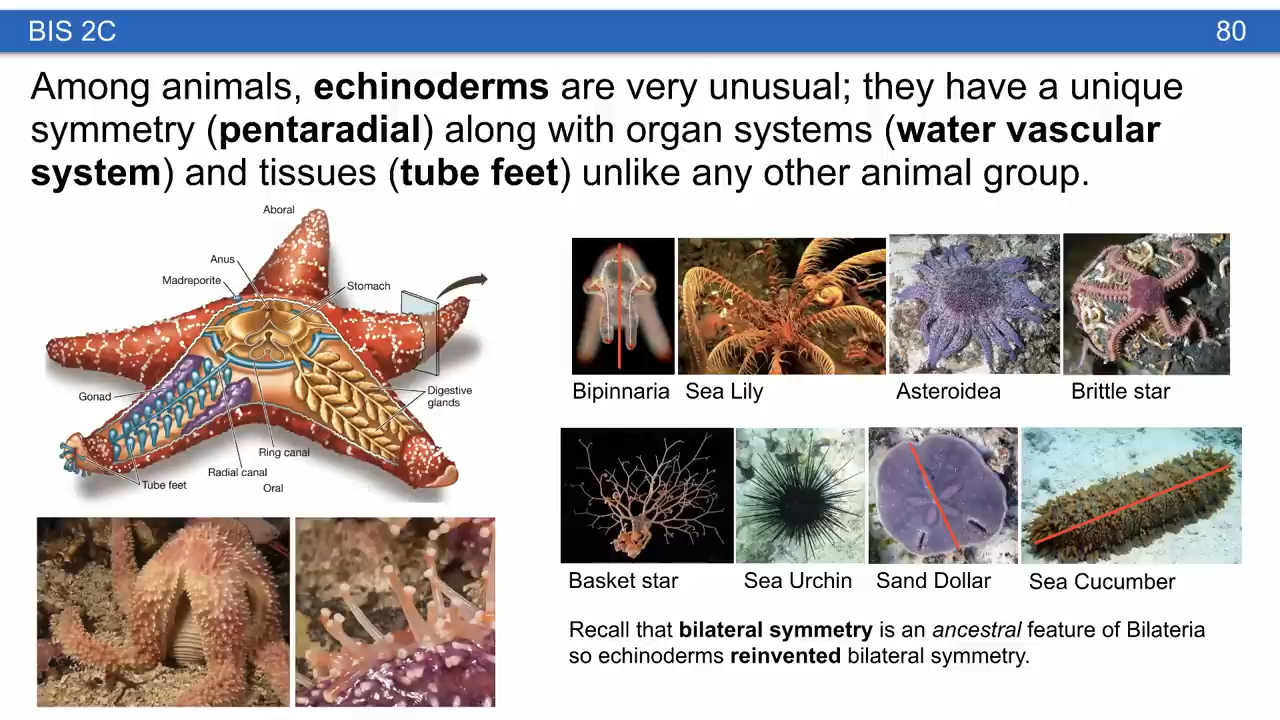 BIS 2C
80
Among animals, echinoderms are very unusual; they have a unique
symmetry (pentaradial) along with organ systems (water vascular
system) and tissues (tube feet) unlike any other animal group.
Aboral
Anus
Madreporite
Stomach
Gonad
Digestive
glands
Ring canal
Radial canal
Tube feet
Oral
Bipinnaria
Sea Lily
Asteroidea
Brittle star
Basket star
Sea Urchin
Sand Dollar
Sea Cucumber
Recall that bilateral symmetry is an ancestral feature of Bilateria
so echinoderms reinvented bilateral symmetry.